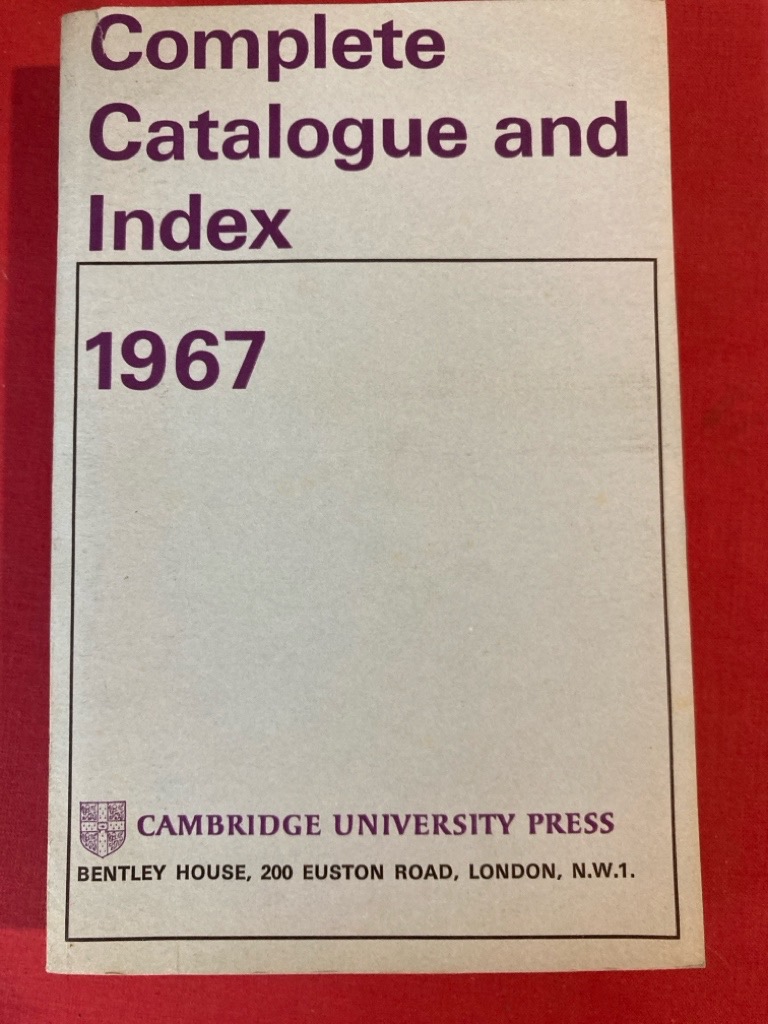 Complete
Catalogue and
Index
1967
CAMBRIDGE UNIVERSITY PRESS
BENTLEY HOUSE, 200 EUSTON ROAD, LONDON, N.W.1.